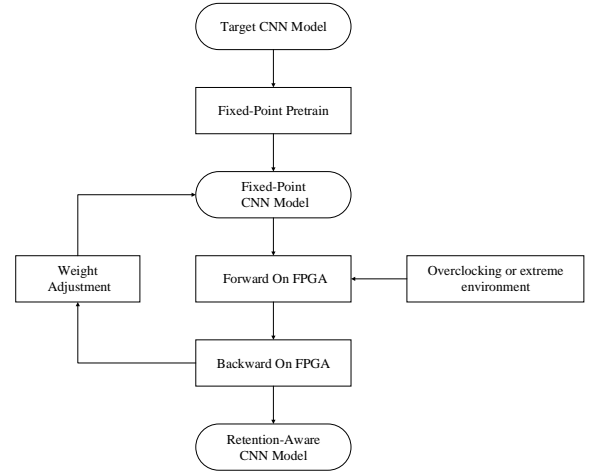 Target CNN Model
Fixed-Point Pretrain
Fixed-Point
CNN Model
Weight
Adjustment
Forward On FPGA
Overclocking or extreme
environment
Backward On FPGA
Retention-Aware
CNN Model